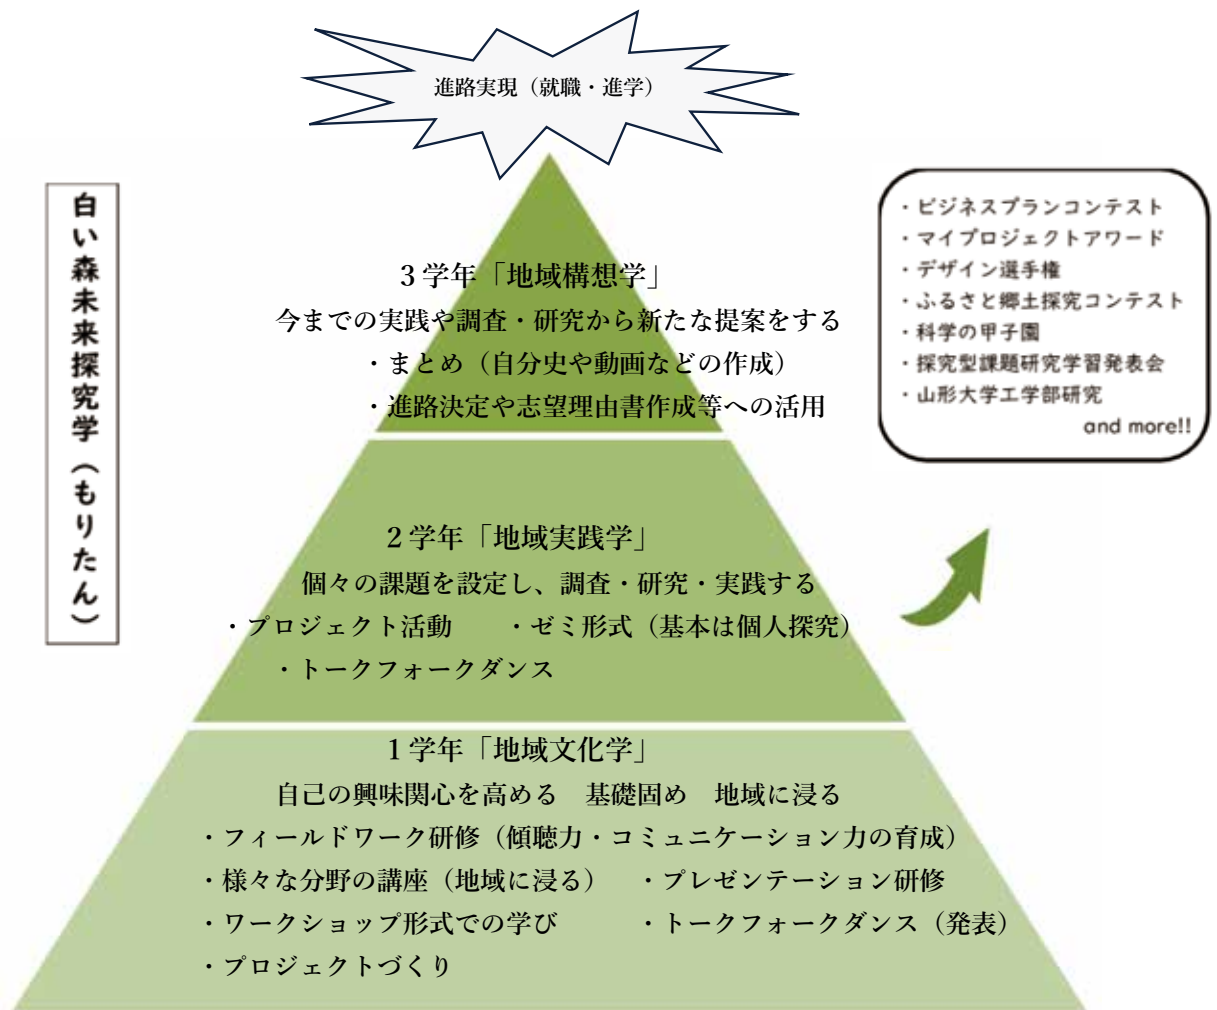 進路実現（就職・進学）
白い森未来探究学（もりたん）
・ビジネスプランコンテスト
・マイプロジェクトアワード
・デザイン選手権
・ふるさと郷土探究コンテスト
・科学の甲子園
・探究型課題研究学習発表会
・山形大学工学部研究
and more!!
３学年「地域構想学」
今までの実践や調査・研究から新たな提案をする
・まとめ（自分史や動画などの作成）
・進路決定や志望理由書作成等への活用
２学年「地域実践学」
個々の課題を設定し、調査・研究・実践する
・プロジェクト活動　　・ゼミ形式（基本は個人探究）
・トークフォークダンス
１学年「地域文化学」
自己の興味関心を高める　基礎固め　地域に浸る
・フィールドワーク研修（傾聴力・コミュニケーション力の育成）
・様々な分野の講座（地域に浸る）　・プレゼンテーション研修
・ワークショップ形式での学び　　　・トークフォークダンス（発表）
・プロジェクトづくり